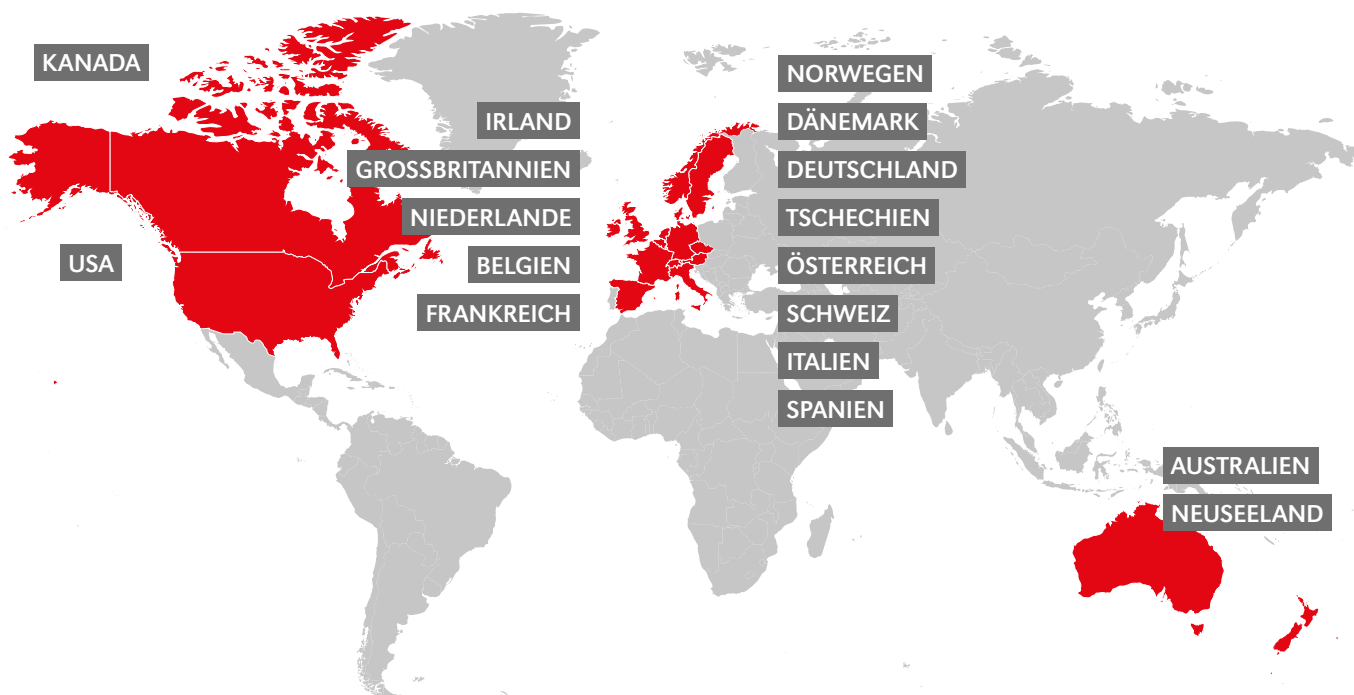 KANADA
USA
IRLAND
GROSSBRITANNIEN
NIEDERLANDE
BELGIEN
FRANKREICH
NORWEGEN
DÄNEMARK
DEUTSCHLAND
TSCHECHIEN
ÖSTERREICH
SCHWEIZ
ITALIEN
SPANIEN
AUSTRALIEN
NEUSEELAND